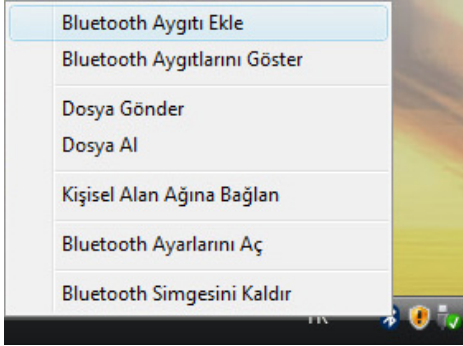 Bluetooth Aygıtı Ekle
Bluetooth Aygıtlarını Göster
Dosya Gönder
Dosya Al
Kişisel Alan Ağına Bağlan
Bluetooth Ayarlarını Aç
Bluetooth Simgesini Kaldır